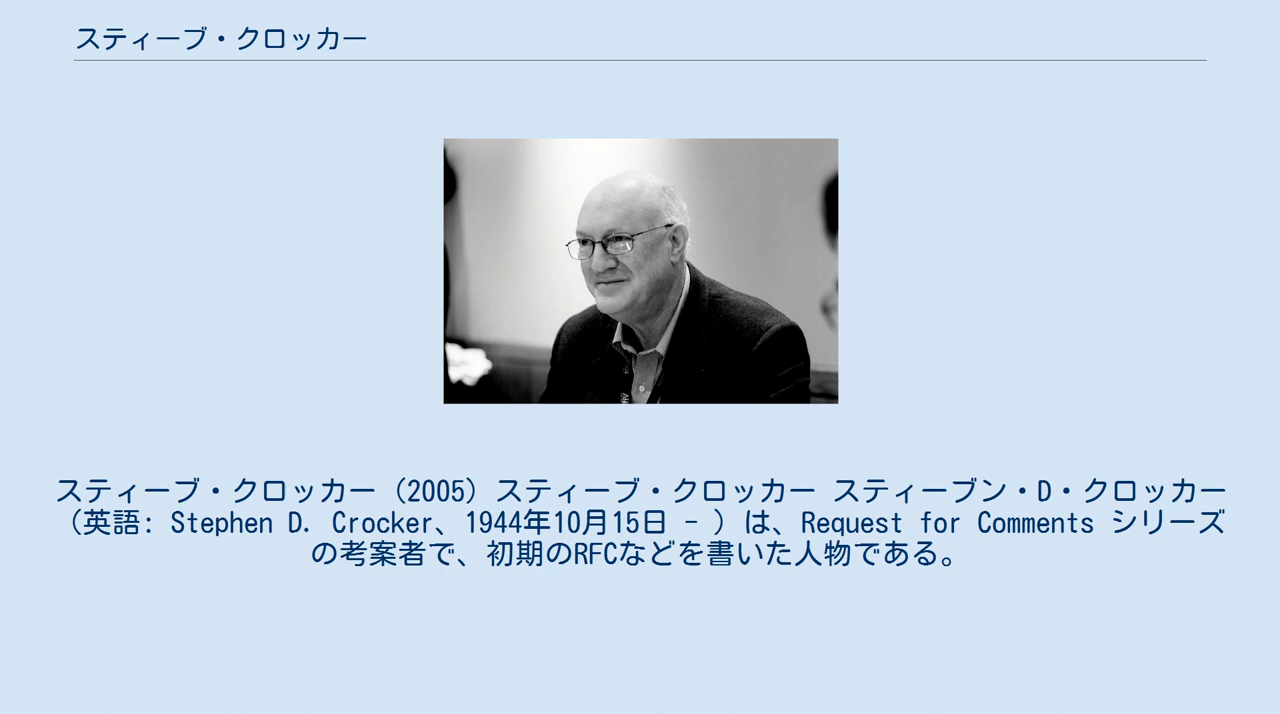 スティーブ・クロッカー
スティーブ・クロッカー（2005）スティーブ・クロッカー スティーブン・D・クロッカー
（英語: Stephen D. Crocker、1944年10月15日 - ）は、Request for Comments シリーズ
の考案者で、初期のRFCなどを書いた人物である。